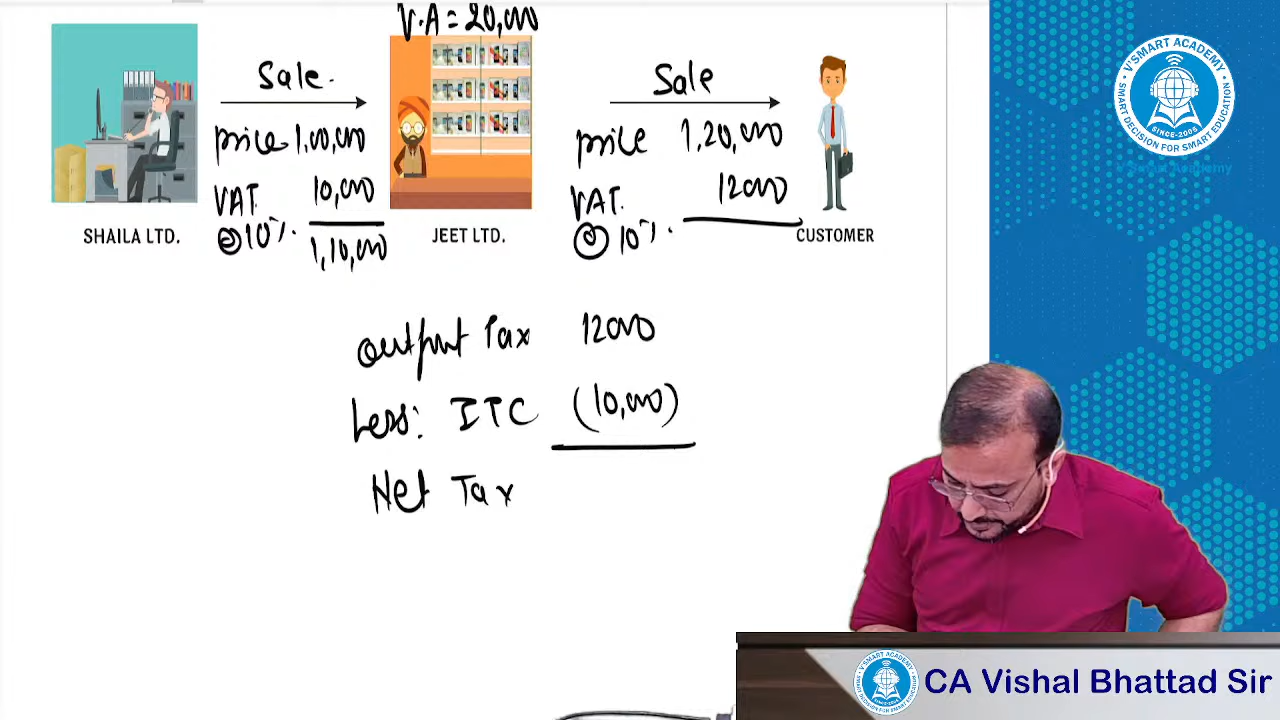 V.A = 20,000
Sale.
price 1,00,000
VAT 10,000
@ 10%.
1,10,000
SHAILA LTD.
JEET LTD.
Sale
price 1,20,000
VAT. 12000
@ 10%.
CUSTOMER
output Tax 12000
Less: ITC (10,000)
Net Tax
V'SMART ACADEMY
SMART DECISION FOR SMART EDUCATION
SINCE-2005
Smart Academy
CA Vishal Bhattad Sir